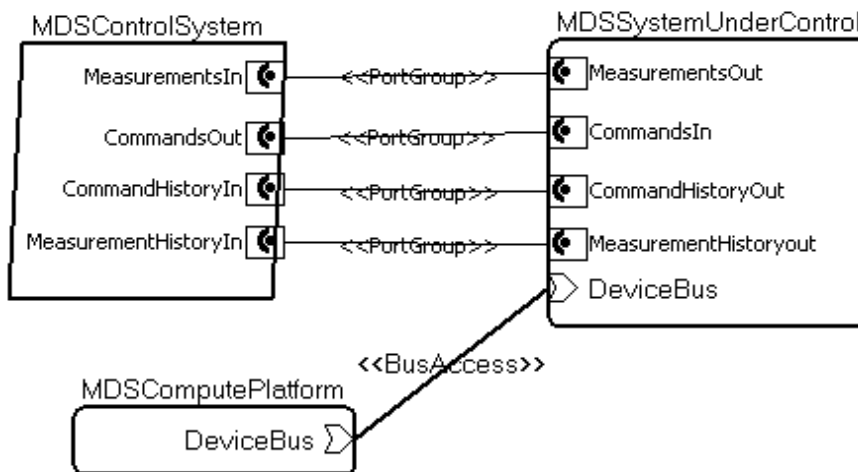 MDSControlSystem
MDSSystemUnderControl
MeasurementsIn
<<PortGroup>>
MeasurementsOut
CommandsOut
<<PortGroup>>
CommandsIn
CommandHistoryIn
<<PortGroup>>
CommandHistoryOut
MeasurementHistoryIn
<<PortGroup>>
MeasurementHistoryout
DeviceBus
<<BusAccess>>
MDSComputePlatform
DeviceBus